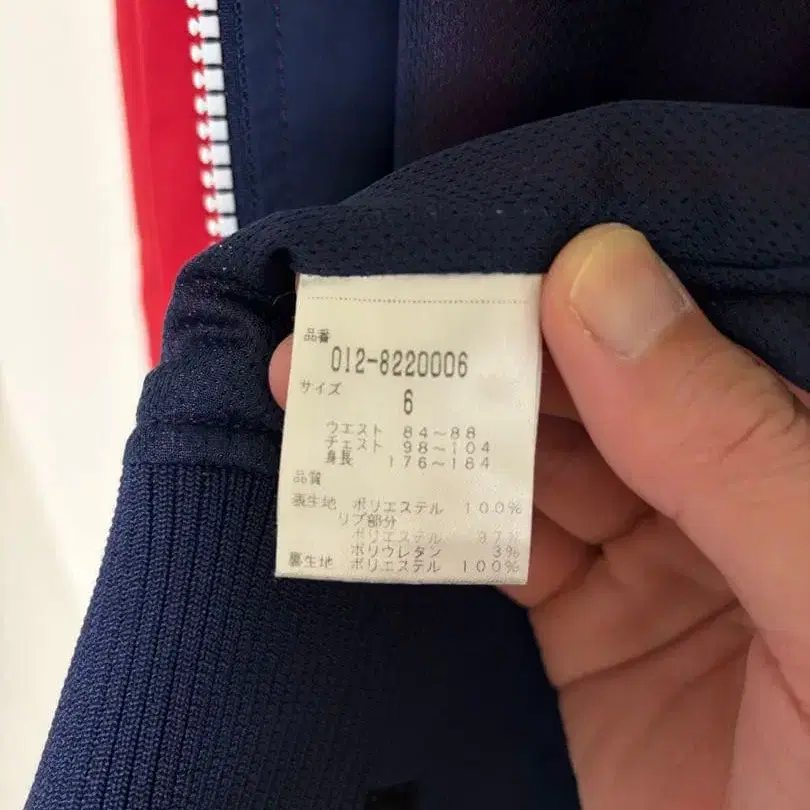 品番
012-8220006
サイズ
6
ウエスト 84~88
チェスト 98~104
身長 176~184
品質
表生地 ポリエステル 100%
リブ部分
ポリエステル 97%
ポリウレタン 3%
裏生地 ポリエステル 100%